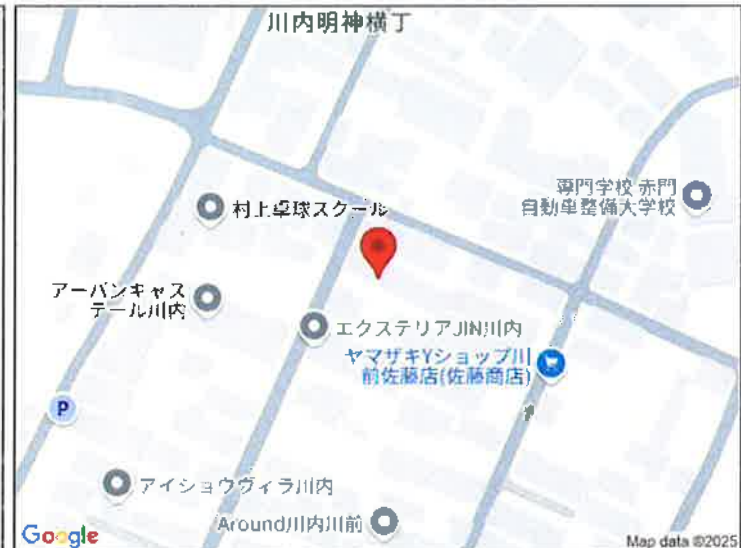 川内明神横丁
専門学校 赤門
自動車整備大学校
村上卓球スクール
アーバンキャス
テール川内
エクステリアJIN川内
ヤマザキYショップ川
前佐藤店(佐藤商店)
P
アイショウヴィラ川内
Around川内川前
Google
Map data ©2025